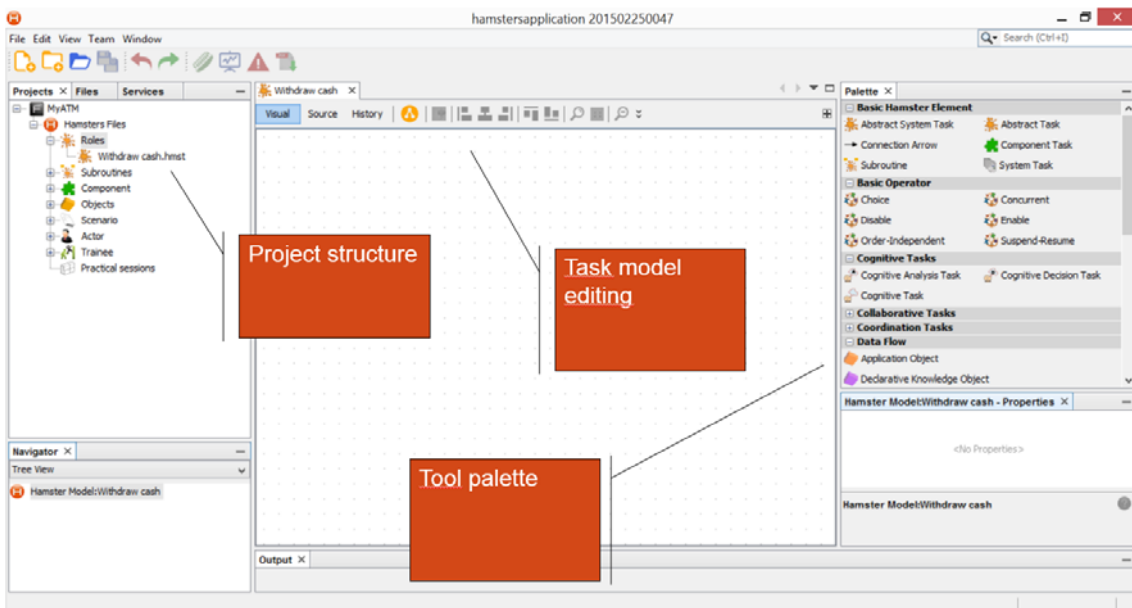 hamstersapplication 201502250047
File Edit View Team Window
Search (Ctrl+I)
Projects Files Services
MyATM
Hamsters Files
Roles
Withdraw cash.hmst
Subroutines
Component
Objects
Scenario
Actor
Trainee
Practical sessions
Navigator
Tree View
Hamster Model:Withdraw cash
Withdraw cash
Visual Source History
Project structure
Task model
editing
Tool palette
Output
Palette
Basic Hamster Element
Abstract System Task Abstract Task
Connection Arrow Component Task
Subroutine System Task
Basic Operator
Choice Concurrent
Disable Enable
Order-Independent Suspend-Resume
Cognitive Tasks
Cognitive Analysis Task Cognitive Decision Task
Cognitive Task
Collaborative Tasks
Coordination Tasks
Data Flow
Application Object
Declarative Knowledge Object
Hamster Model:Withdraw cash - Properties
<No Properties>
Hamster Model:Withdraw cash